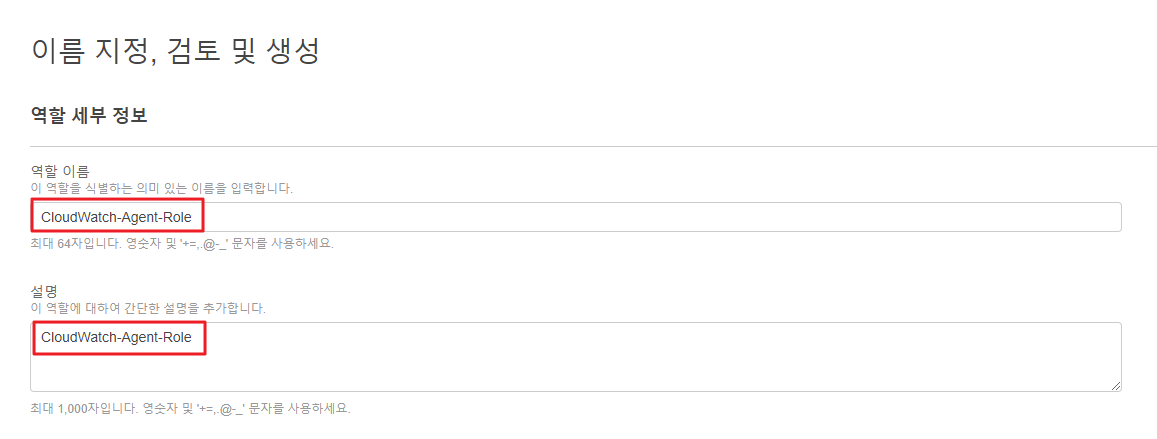 이름 지정, 검토 및 생성
역할 세부 정보
역할 이름
이 역할을 식별하는 의미 있는 이름을 입력합니다.
CloudWatch-Agent-Role
최대 64자입니다. 영숫자 및 '+=,.@-_' 문자를 사용하세요.
설명
이 역할에 대하여 간단한 설명을 추가합니다.
CloudWatch-Agent-Role
최대 1,000자입니다. 영숫자 및 '+=,.@-_' 문자를 사용하세요.